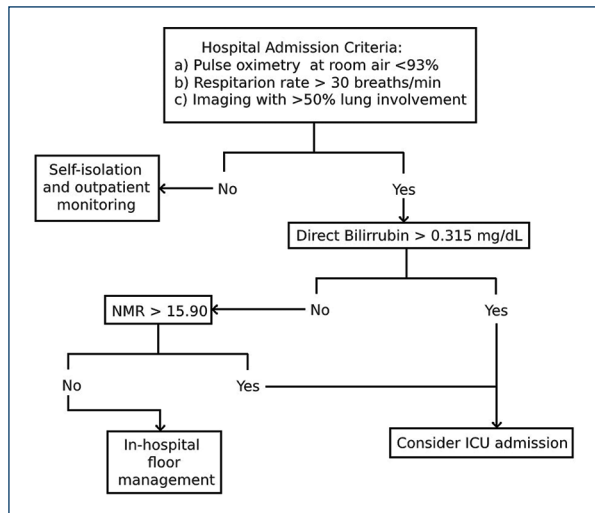 Hospital Admission Criteria:
a) Pulse oximetry at room air <93%
b) Respitarion rate > 30 breaths/min
c) Imaging with >50% lung involvement
Self-isolation
and outpatient
monitoring
No
Yes
Direct Bilirrubin > 0.315 mg/dL
NMR > 15.90
No
Yes
No
Yes
In-hospital
floor
management
Consider ICU admission